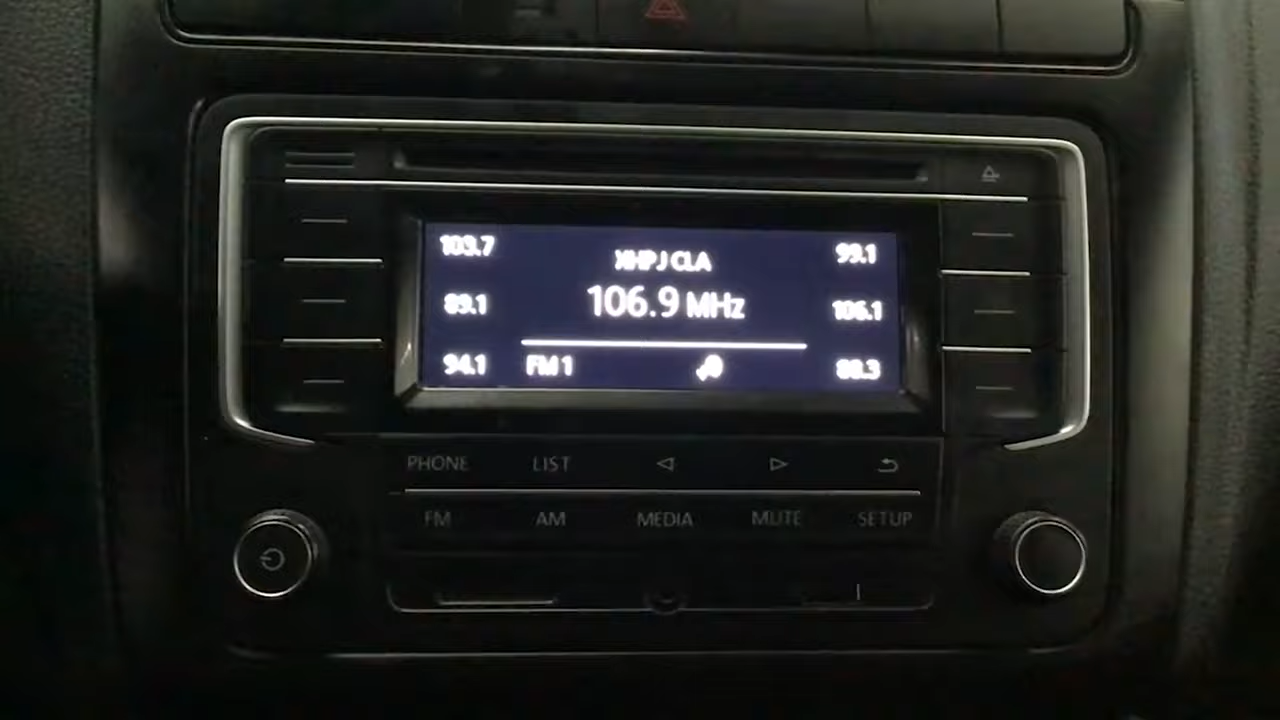 103.7 XHPJ CLA 99.1
89.1 106.9 MHz 106.1
94.1 FM 1 88.3
PHONE LIST
FM AM MEDIA MUTE SETUP